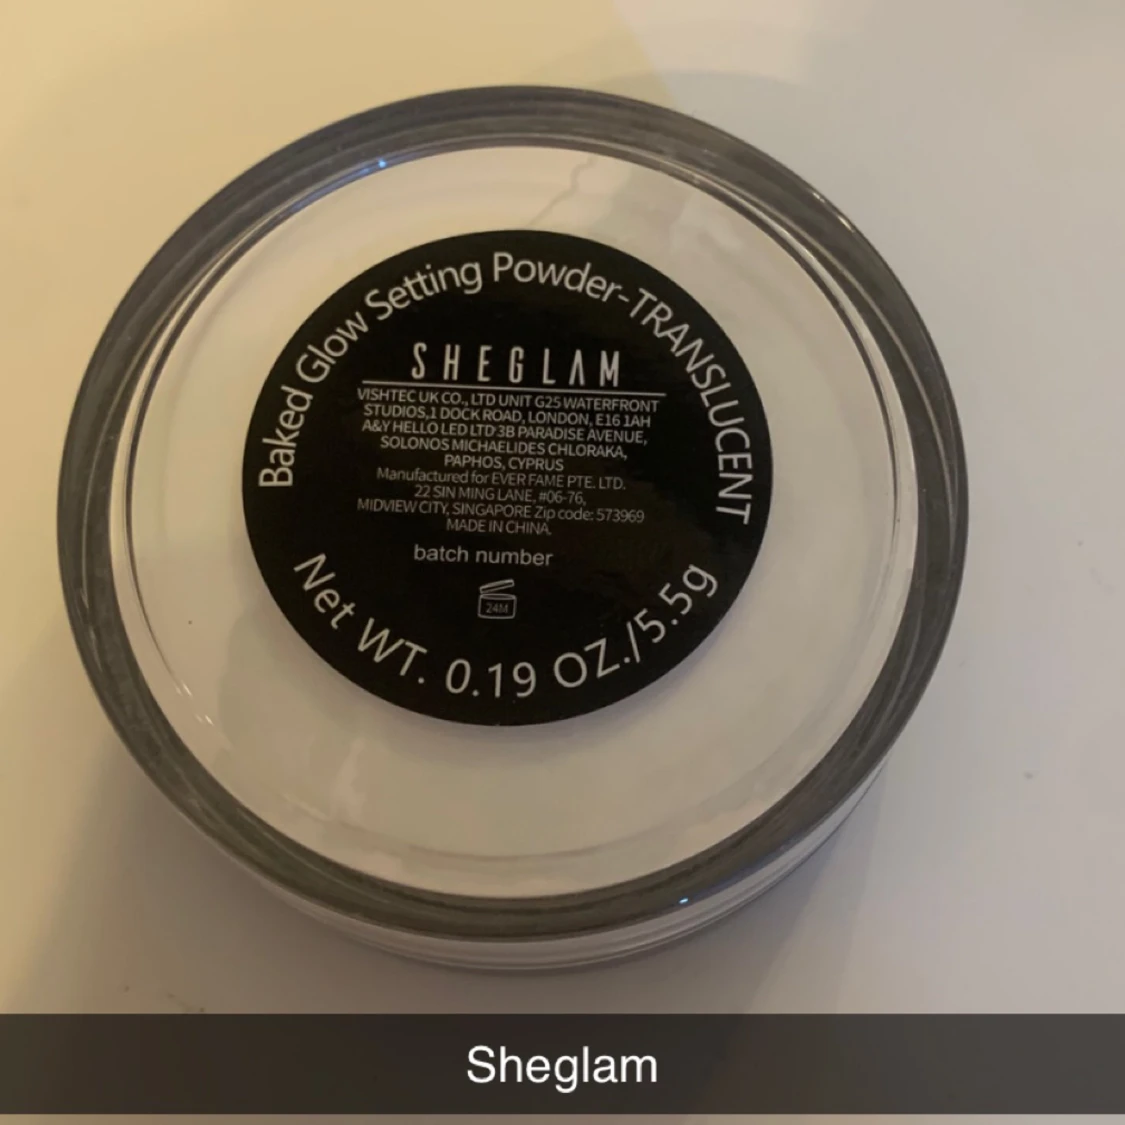 Baked Glow Setting Powder-TRANSLUCENT
SHEGLAM
VISHTEC UK CO., LTD UNIT G25 WATERFRONT
STUDIOS,1 DOCK ROAD, LONDON, E16 1AH
A&Y HELLO LED LTD 3B PARADISE AVENUE,
SOLONOS MICHAELIDES CHLORAKA,
PAPHOS, CYPRUS
Manufactured for EVER FAME PTE. LTD.
22 SIN MING LANE, #06-76,
MIDVIEW CITY, SINGAPORE Zip code: 573969
MADE IN CHINA.
batch number
24M
Net WT. 0.19 OZ./5.5g
Sheglam